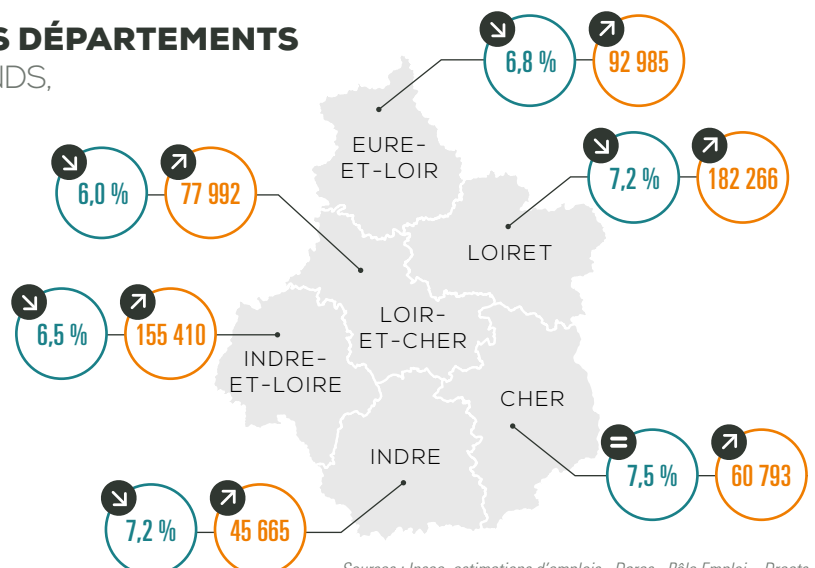 S DÉPARTEMENTS
NDS,
6,8 % 92 985
EURE-
ET-LOIR
7,2 % 182 266
6,0 % 77 992
LOIRET
6,5 % 155 410
LOIR-
ET-CHER
INDRE-
ET-LOIRE
CHER
= 7,5 % 60 793
INDRE
7,2 % 45 665